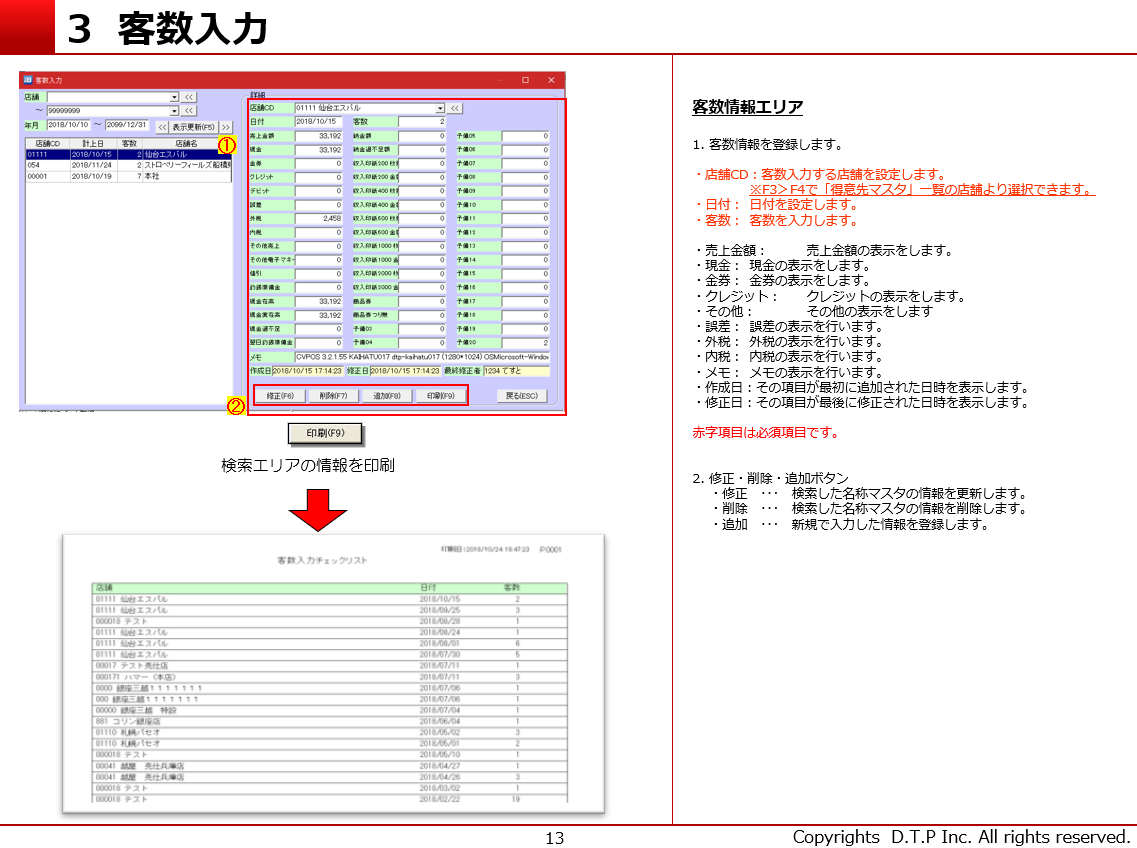 3 客数入力
客数入力
店舗 <<
～ 99999999 <<
年月 2018/10/10 ～ 2099/12/31 << 表示更新(F5) >>
店舗CD 計上日 客数 店舗名
01111 2018/10/15 2 仙台エスパル
054 2018/11/24 2 ストロベリーフィールズ船橋
00001 2018/10/19 7 本社
①
詳細
店舗CD 01111 仙台エスパル <<
日付 2018/10/15 客数 2
売上金額 33,192 納金額 0 予備05 0
現金 33,192 納金過不足額 0 予備06 0
金券 0 収入印紙200 枚 0 予備07 0
クレジット 0 収入印紙200 金 0 予備08 0
デビット 0 収入印紙400 枚 0 予備09 0
誤差 0 収入印紙400 金 0 予備10 0
外税 2,458 収入印紙600 枚 0 予備11 0
内税 0 収入印紙600 金 0 予備12 0
その他売上 0 収入印紙1000 枚 0 予備13 0
その他電子マネー 0 収入印紙1000 金 0 予備14 0
値引 0 収入印紙2000 枚 0 予備15 0
釣銭準備金 0 収入印紙2000 金 0 予備16 0
現金在高 33,192 商品券 0 予備17 0
現金実在高 33,192 商品券つり無 0 予備18 0
現金過不足 0 予備03 0 予備19 0
翌日釣銭準備金 0 予備04 0 予備20 2
メモ CVPOS 3.2.1.55 KAIHATU017 dtp-kaihatu017 (1280*1024) OSMicrosoft-Windo
作成日 2018/10/15 17:14:23 修正日 2018/10/15 17:14:23 最終修正者 1234 てすと
② 修正(F6) 削除(F7) 追加(F8) 印刷(F9) 戻る(ESC)
印刷(F9)
検索エリアの情報を印刷
印刷日:2018/10/24 18:47:23 P.0001
客数入力チェックリスト
店舗 日付 客数
01111 仙台エスパル 2018/10/15 2
01111 仙台エスパル 2018/09/25 3
000018 テスト 2018/08/28 1
01111 仙台エスパル 2018/08/24 1
01111 仙台エスパル 2018/08/01 6
01111 仙台エスパル 2018/07/30 5
00017 テスト売仕店 2018/07/11 1
000171 ハマー（本店） 2018/07/11 3
0000 銀座三越１１１１１１１ 2018/07/06 1
000 銀座三越１１１１１１１ 2018/07/06 1
00000 銀座三越 特設 2018/07/04 1
881 コリン銀座店 2018/06/04 1
01110 札幌パセオ 2018/05/02 3
01110 札幌パセオ 2018/05/01 2
000018 テスト 2018/05/10 1
00041 越屋 売仕兵庫店 2018/04/27 1
00041 越屋 売仕兵庫店 2018/04/26 3
000018 テスト 2018/03/02 1
000018 テスト 2018/02/22 19
客数情報エリア
1. 客数情報を登録します。
・店舗CD：客数入力する店舗を設定します。
※F3＞F4で「得意先マスタ」一覧の店舗より選択できます。
・日付： 日付を設定します。
・客数： 客数を入力します。
・売上金額： 売上金額の表示をします。
・現金： 現金の表示をします。
・金券： 金券の表示をします。
・クレジット： クレジットの表示をします。
・その他： その他の表示をします
・誤差： 誤差の表示を行います。
・外税： 外税の表示を行います。
・内税： 内税の表示を行います。
・メモ： メモの表示を行います。
・作成日：その項目が最初に追加された日時を表示します。
・修正日：その項目が最後に修正された日時を表示します。
赤字項目は必須項目です。
2. 修正・削除・追加ボタン
・修正 ・・・ 検索した名称マスタの情報を更新します。
・削除 ・・・ 検索した名称マスタの情報を削除します。
・追加 ・・・ 新規で入力した情報を登録します。
13
Copyrights D.T.P Inc. All rights reserved.